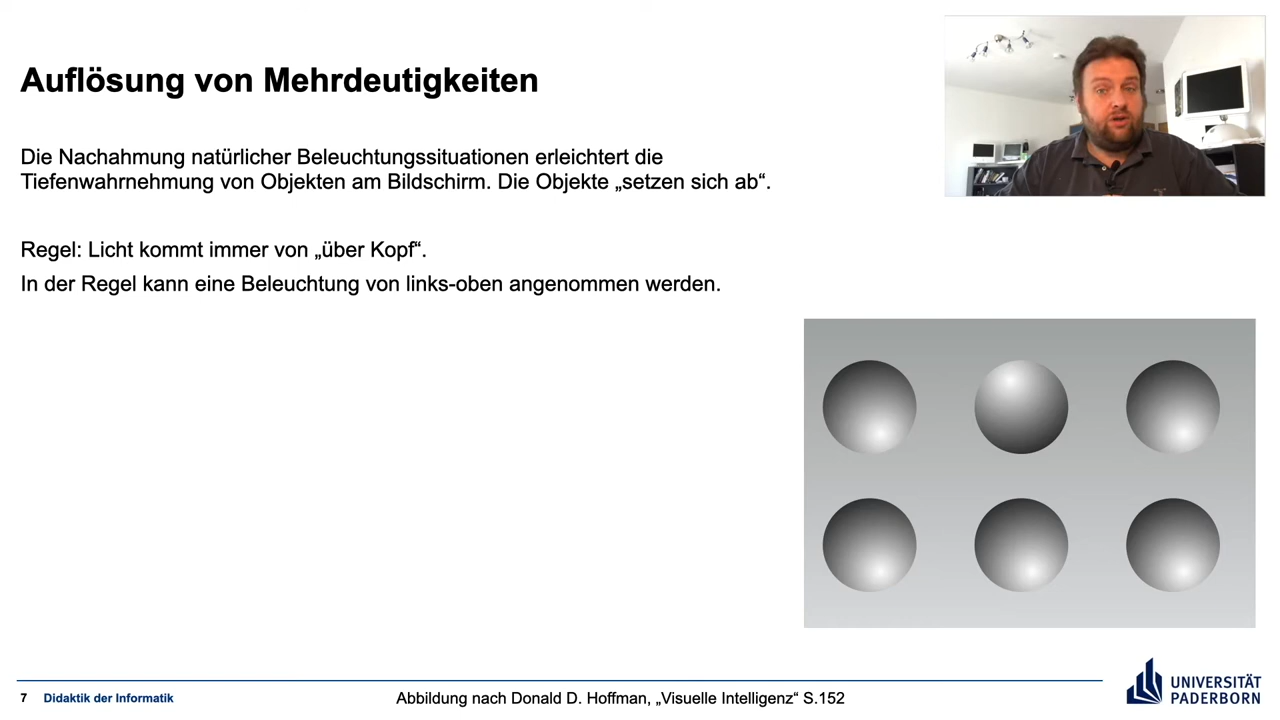 Auflösung von Mehrdeutigkeiten
Die Nachahmung natürlicher Beleuchtungssituationen erleichtert die
Tiefenwahrnehmung von Objekten am Bildschirm. Die Objekte „setzen sich ab“.
Regel: Licht kommt immer von „über Kopf“.
In der Regel kann eine Beleuchtung von links-oben angenommen werden.
7 Didaktik der Informatik
Abbildung nach Donald D. Hoffman, „Visuelle Intelligenz“ S.152
UNIVERSITÄT
PADERBORN